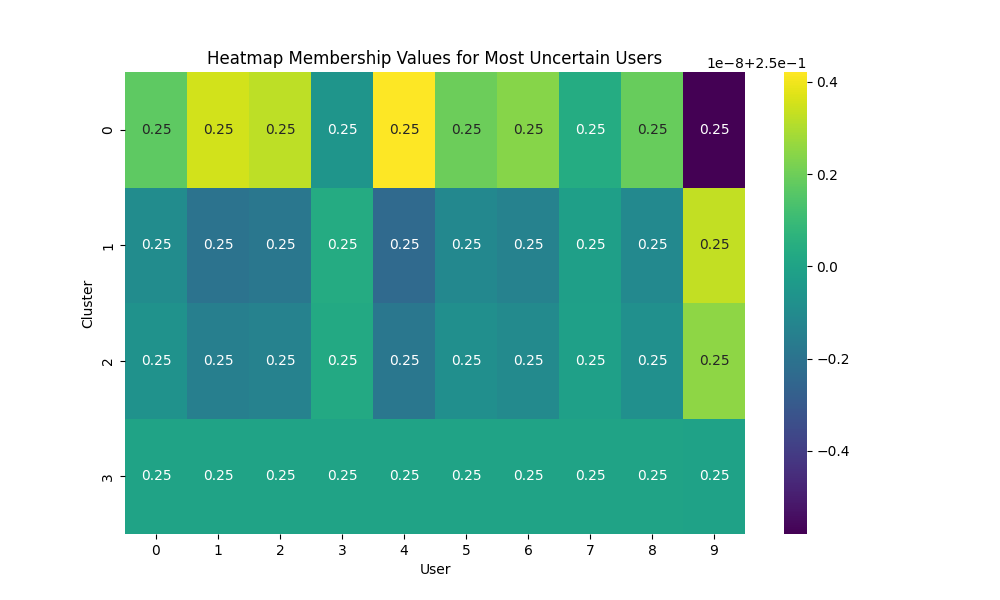 Heatmap Membership Values for Most Uncertain Users
1e−8+2.5e−1
0 0.25 0.25 0.25 0.25 0.25 0.25 0.25 0.25 0.25 0.25
1 0.25 0.25 0.25 0.25 0.25 0.25 0.25 0.25 0.25 0.25
2 0.25 0.25 0.25 0.25 0.25 0.25 0.25 0.25 0.25 0.25
3 0.25 0.25 0.25 0.25 0.25 0.25 0.25 0.25 0.25 0.25
Cluster
0 1 2 3 4 5 6 7 8 9
User
0.4
0.2
0.0
−0.2
−0.4